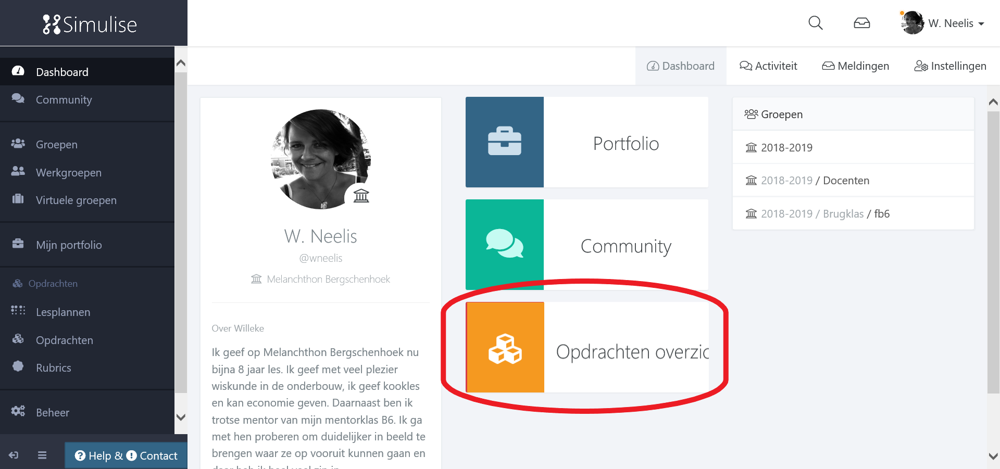 Simulise
W. Neelis
Dashboard
Activiteit
Meldingen
Instellingen
Dashboard
Community
Groepen
Werkgroepen
Virtuele groepen
Mijn portfolio
Opdrachten
Lesplannen
Opdrachten
Rubrics
Beheer
Help & Contact
W. Neelis
@wneelis
Melanchthon Bergschenhoek
Over Willeke
Ik geef op Melanchthon Bergschenhoek nu
bijna 8 jaar les. Ik geef met veel plezier
wiskunde in de onderbouw, ik geef kookles
en kan economie geven. Daarnaast ben ik
trotse mentor van mijn mentorklas B6. Ik ga
met hen proberen om duidelijker in beeld te
brengen waar ze op vooruit kunnen gaan en
Portfolio
Community
Opdrachten overzic
Groepen
2018-2019
2018-2019 / Docenten
2018-2019 / Brugklas / fb6